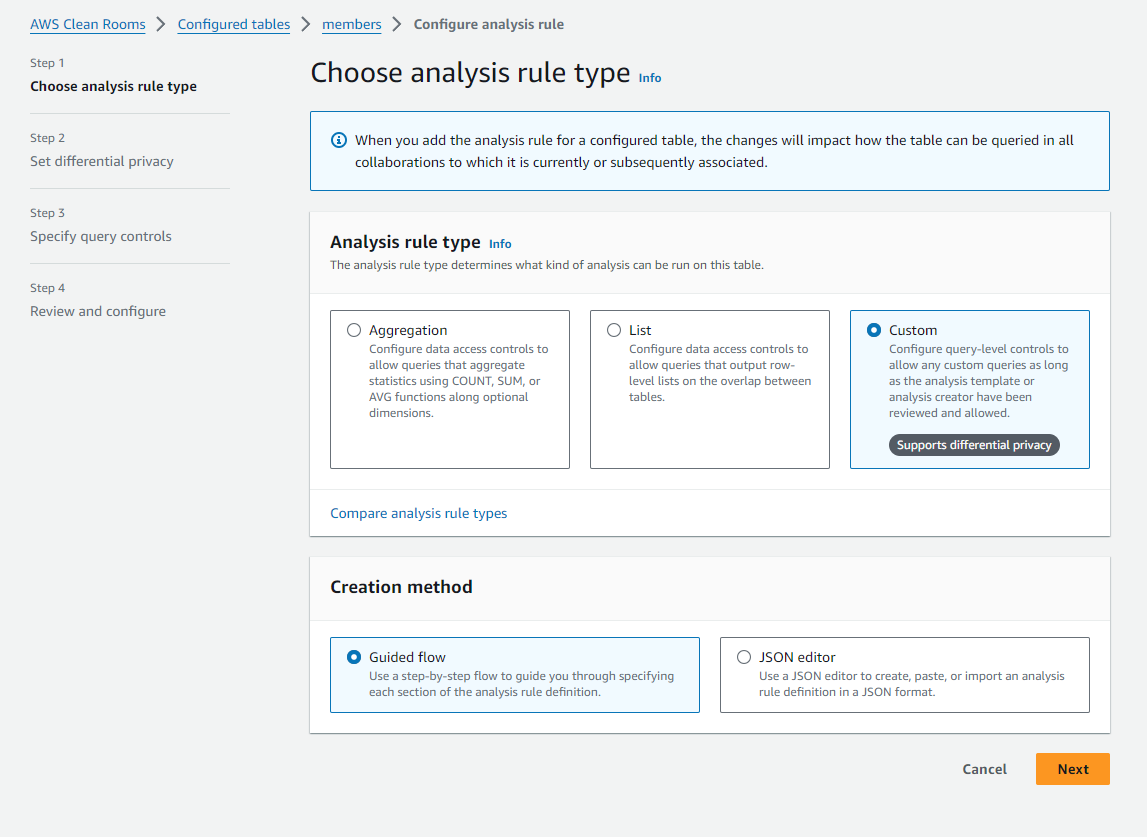 AWS Clean Rooms > Configured tables > members > Configure analysis rule
Step 1
Choose analysis rule type
Step 2
Set differential privacy
Step 3
Specify query controls
Step 4
Review and configure
Choose analysis rule type Info
When you add the analysis rule for a configured table, the changes will impact how the table can be queried in all
collaborations to which it is currently or subsequently associated.
Analysis rule type Info
The analysis rule type determines what kind of analysis can be run on this table.
Aggregation
Configure data access controls to
allow queries that aggregate
statistics using COUNT, SUM, or
AVG functions along optional
dimensions.
List
Configure data access controls to
allow queries that output row-
level lists on the overlap between
tables.
Custom
Configure query-level controls to
allow any custom queries as long
as the analysis template or
analysis creator have been
reviewed and allowed.
Supports differential privacy
Compare analysis rule types
Creation method
Guided flow
Use a step-by-step flow to guide you through specifying
each section of the analysis rule definition.
JSON editor
Use a JSON editor to create, paste, or import an analysis
rule definition in a JSON format.
Cancel
Next